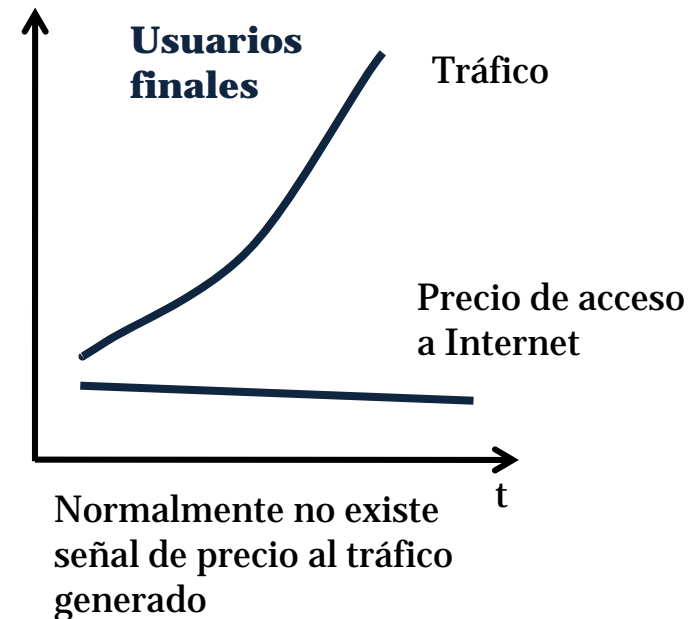 Usuarios
finales
Tráfico
Precio de acceso
a Internet
t
Normalmente no existe
señal de precio al tráfico
generado